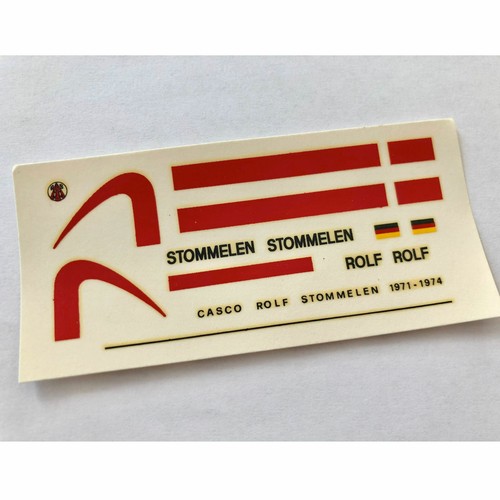 STOMMELEN STOMMELEN
ROLF ROLF
CASCO ROLF STOMMELEN 1971-1974